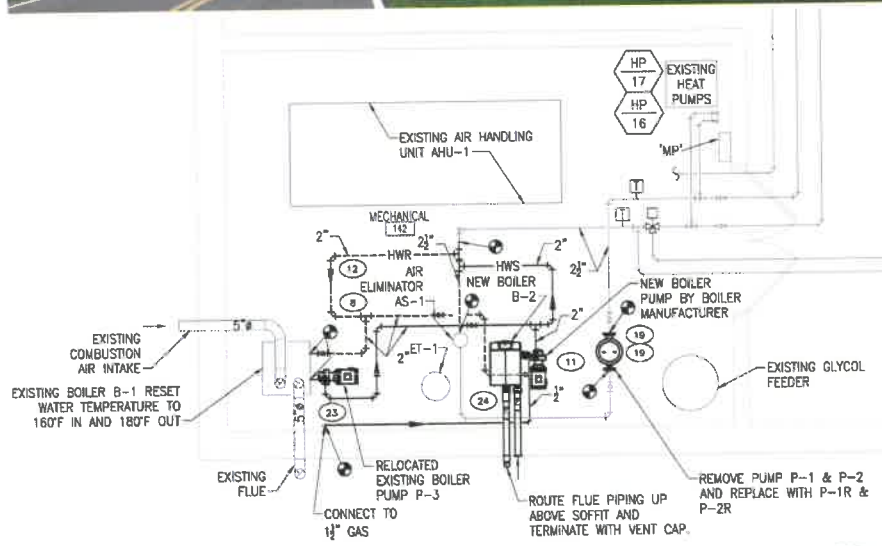 HP
17
EXISTING
HEAT
PUMPS
HP
16
'MP'
EXISTING AIR HANDLING
UNIT AHU-1
T
T
MECHANICAL
142
2"
HWR
2½"
HWS
2"
2½"
12
AIR
ELIMINATOR
AS-1
8
NEW BOILER
B-2
NEW BOILER
PUMP BY BOILER
MANUFACTURER
EXISTING
COMBUSTION
AIR INTAKE
5"ø
2"
2"
ET-1
11
19
19
EXISTING GLYCOL
FEEDER
EXISTING BOILER B-1 RESET
WATER TEMPERATURE TO
160°F IN AND 180°F OUT
23
24
1½"
5"ø
EXISTING
FLUE
RELOCATED
EXISTING BOILER
PUMP P-3
CONNECT TO
1½" GAS
ROUTE FLUE PIPING UP
ABOVE SOFFIT AND
TERMINATE WITH VENT CAP.
REMOVE PUMP P-1 & P-2
AND REPLACE WITH P-1R &
P-2R